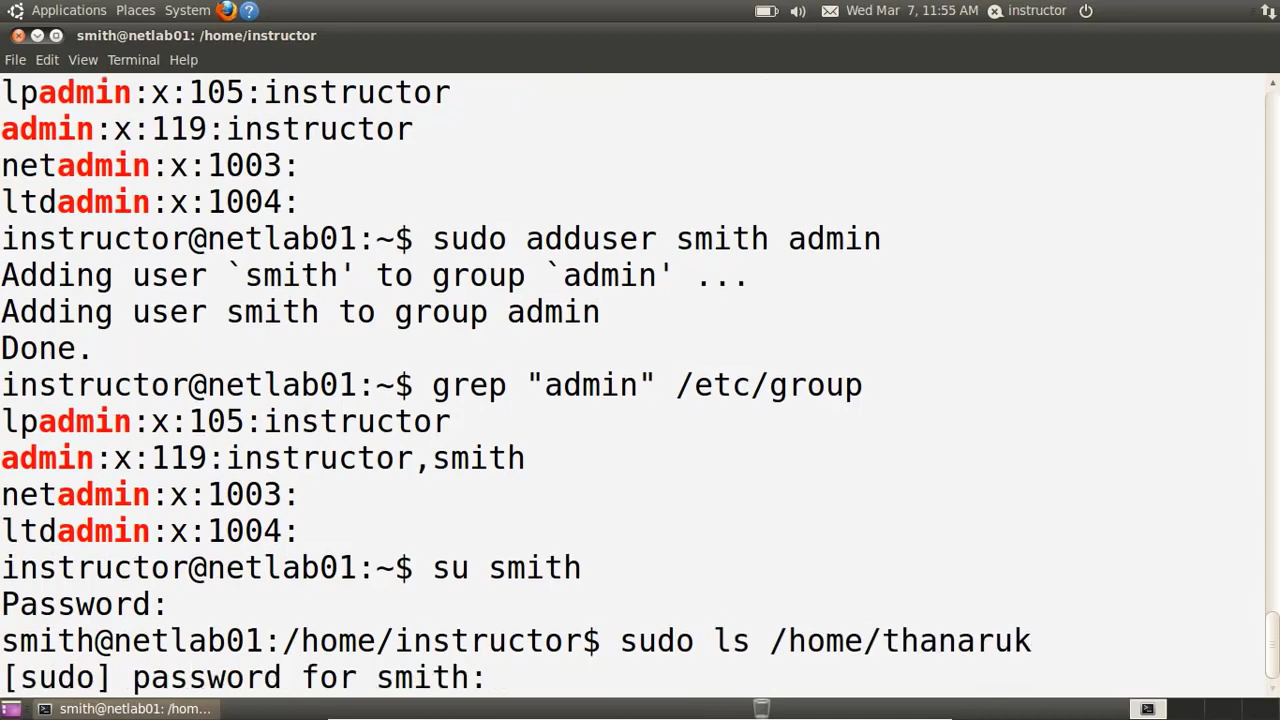 Applications Places System ?
Wed Mar 7, 11:55 AM instructor
smith@netlab01: /home/instructor
File Edit View Terminal Help
lpadmin:x:105:instructor
admin:x:119:instructor
netadmin:x:1003:
ltdadmin:x:1004:
instructor@netlab01:~$ sudo adduser smith admin
Adding user `smith' to group `admin' ...
Adding user smith to group admin
Done.
instructor@netlab01:~$ grep "admin" /etc/group
lpadmin:x:105:instructor
admin:x:119:instructor,smith
netadmin:x:1003:
ltdadmin:x:1004:
instructor@netlab01:~$ su smith
Password:
smith@netlab01:/home/instructor$ sudo ls /home/thanaruk
[sudo] password for smith:
smith@netlab01: /hom...